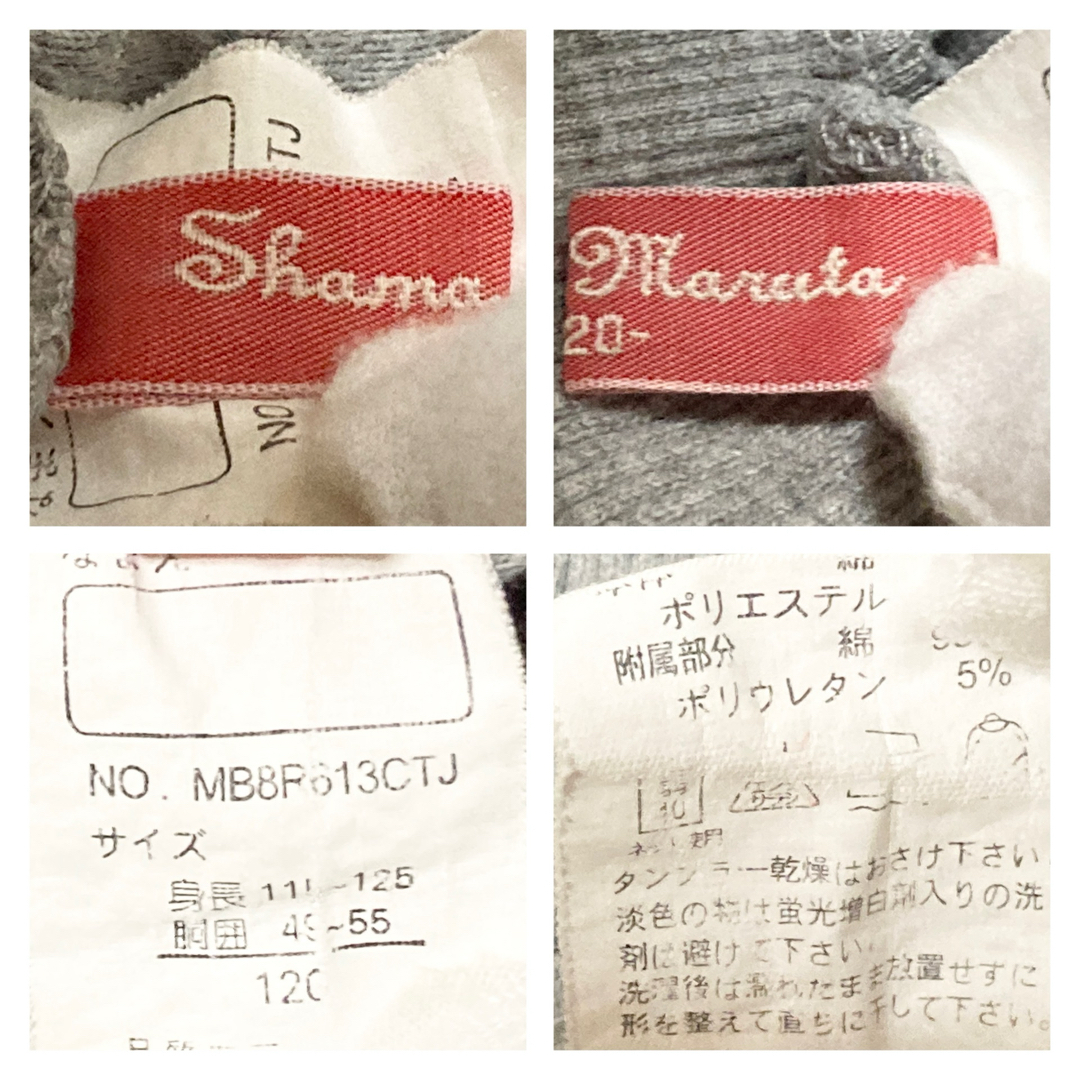 TJ
Shama
NO
Maruta
20-
NO. MB8R613CTJ
サイズ
身長 115~125
胴囲 49~55
120
綿
ポリエステル
附属部分 綿
5%
ポリウレタン
タンブラー乾燥はおさけ下さい
淡色の物は蛍光増白剤入りの洗
剤は避けて下さい
洗濯後は濡れたまま放置せずに
形を整えて直ちに干して下さい。